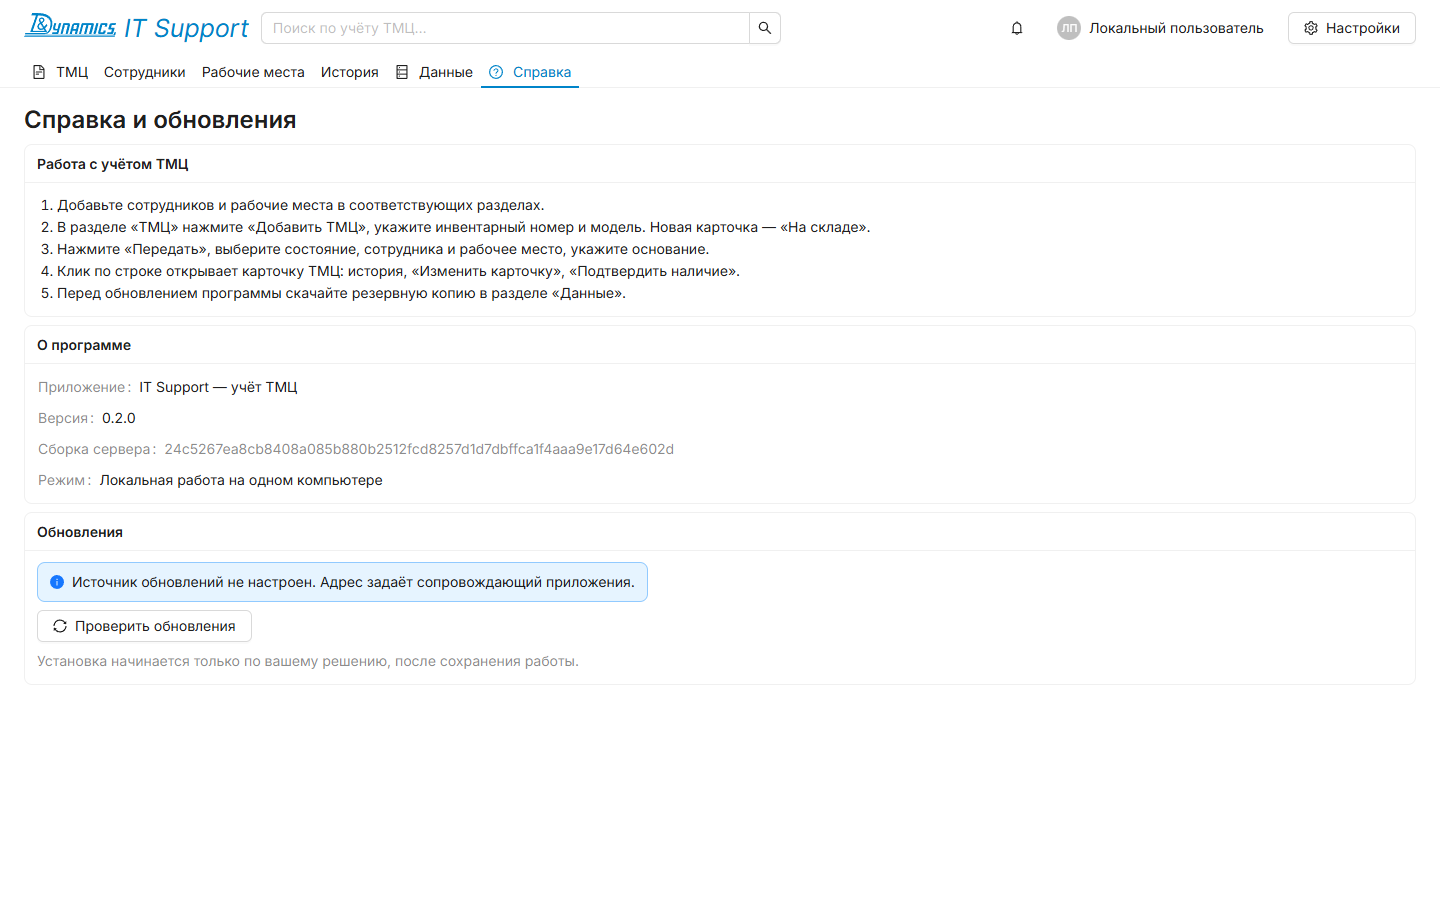 D&Dynamics IT Support
Поиск по учёту ТМЦ...
ЛП Локальный пользователь
Настройки
ТМЦ Сотрудники Рабочие места История Данные Справка
Справка и обновления
Работа с учётом ТМЦ
1. Добавьте сотрудников и рабочие места в соответствующих разделах.
2. В разделе «ТМЦ» нажмите «Добавить ТМЦ», укажите инвентарный номер и модель. Новая карточка — «На складе».
3. Нажмите «Передать», выберите состояние, сотрудника и рабочее место, укажите основание.
4. Клик по строке открывает карточку ТМЦ: история, «Изменить карточку», «Подтвердить наличие».
5. Перед обновлением программы скачайте резервную копию в разделе «Данные».
О программе
Приложение: IT Support — учёт ТМЦ
Версия: 0.2.0
Сборка сервера: 24c5267ea8cb8408a085b880b2512fcd8257d1d7dbffca1f4aaa9e17d64e602d
Режим: Локальная работа на одном компьютере
Обновления
Источник обновлений не настроен. Адрес задаёт сопровождающий приложения.
Проверить обновления
Установка начинается только по вашему решению, после сохранения работы.